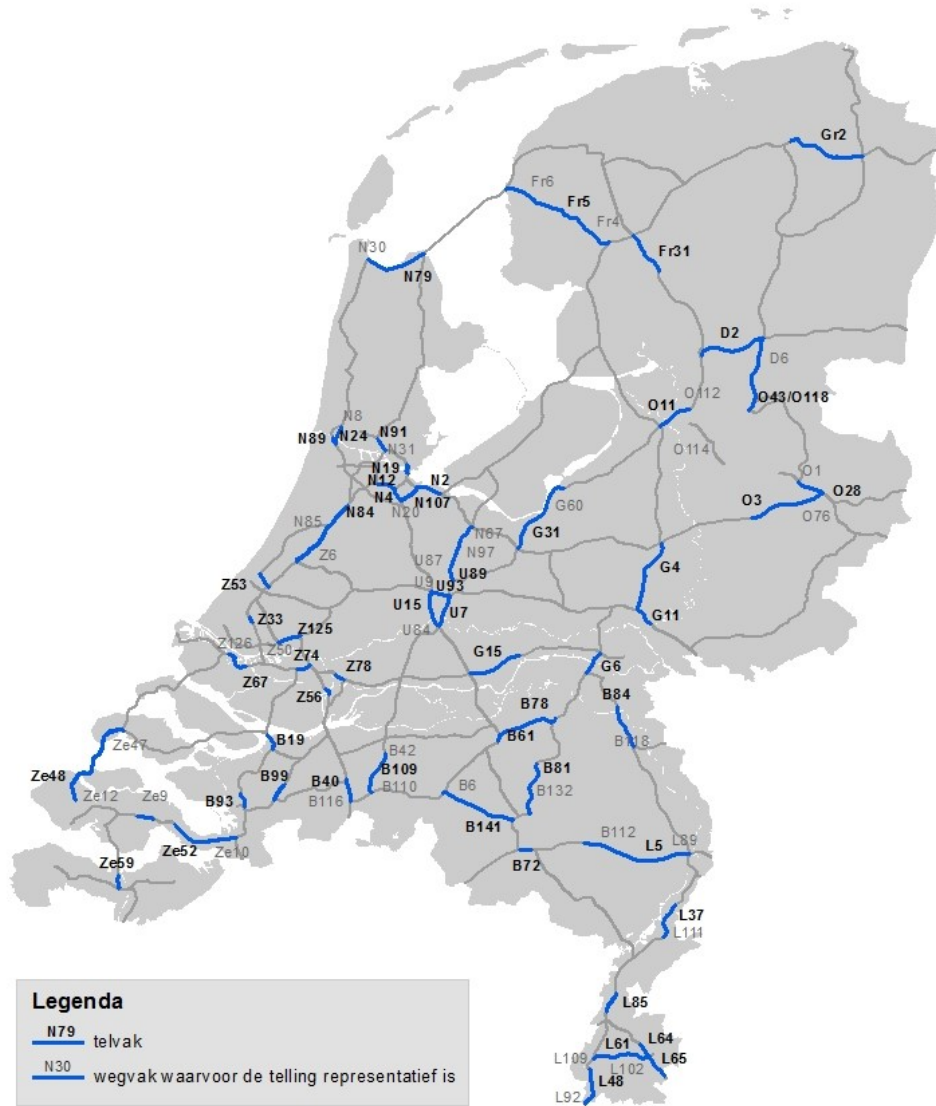 Gr2
Fr6
Fr5
Fr4
N30
Fr31
N79
D2
D6
O112
O43/O118
O11
N8
N91
N89
N24
N31
O114
N19
O1
N12
N2
O28
N4
N107
G60
O3
N20
N84
O76
N85
N67
G31
Z6
U87
N97
G4
U89
Z53
U9
U93
U15
U7
G11
Z33
Z125
U84
Z126
Z50
G15
Z74
Z78
G6
Z67
Z56
B84
B78
B19
B61
B118
Ze47
B42
B81
Ze48
B99
B40
B109
B6
B132
Ze12
Ze9
B93
B116
B110
B141
B112
L5
L89
Ze52
Ze10
Ze59
B72
L37
L111
L85
L61
L64
L109
L102
L65
L48
L92
Legenda
N79
telvak
N30
wegvak waarvoor de telling representatief is